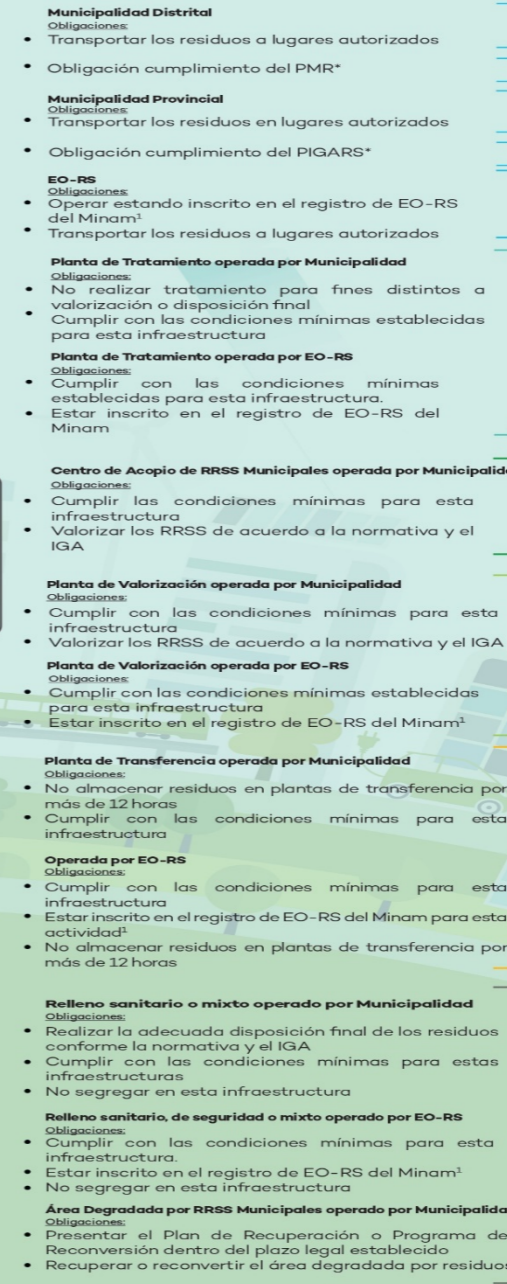 Municipalidad Distrital
Obligaciones:
• Transportar los residuos a lugares autorizados
• Obligación cumplimiento del PMR*
Municipalidad Provincial
Obligaciones:
• Transportar los residuos en lugares autorizados
• Obligación cumplimiento del PIGARS*
EO-RS
Obligaciones:
• Operar estando inscrito en el registro de EO-RS
del Minam¹
• Transportar los residuos a lugares autorizados
Planta de Tratamiento operada por Municipalidad
Obligaciones:
• No realizar tratamiento para fines distintos a
valorización o disposición final
• Cumplir con las condiciones mínimas establecidas
para esta infraestructura
Planta de Tratamiento operada por EO-RS
Obligaciones:
• Cumplir con las condiciones mínimas
establecidas para esta infraestructura.
• Estar inscrito en el registro de EO-RS del
Minam
Centro de Acopio de RRSS Municipales operada por Municipalid
Obligaciones:
• Cumplir las condiciones mínimas para esta
infraestructura
• Valorizar los RRSS de acuerdo a la normativa y el
IGA
Planta de Valorización operada por Municipalidad
Obligaciones:
• Cumplir con las condiciones mínimas para esta
infraestructura
• Valorizar los RRSS de acuerdo a la normativa y el IGA
Planta de Valorización operada por EO-RS
Obligaciones:
• Cumplir con las condiciones mínimas establecidas
para esta infraestructura
• Estar inscrito en el registro de EO-RS del Minam¹
Planta de Transferencia operada por Municipalidad
Obligaciones:
• No almacenar residuos en plantas de transferencia por
más de 12 horas
• Cumplir con las condiciones mínimas para esta
infraestructura
Operada por EO-RS
Obligaciones:
• Cumplir con las condiciones mínimas para esta
infraestructura
• Estar inscrito en el registro de EO-RS del Minam para esta
actividad¹
• No almacenar residuos en plantas de transferencia por
más de 12 horas
Relleno sanitario o mixto operado por Municipalidad
Obligaciones:
• Realizar la adecuada disposición final de los residuos
conforme la normativa y el IGA
• Cumplir con las condiciones mínimas para estas
infraestructuras
• No segregar en esta infraestructura
Relleno sanitario, de seguridad o mixto operado por EO-RS
Obligaciones:
• Cumplir con las condiciones mínimas para esta
infraestructura.
• Estar inscrito en el registro de EO-RS del Minam¹
• No segregar en esta infraestructura
Área Degradada por RRSS Municipales operado por Municipalida
Obligaciones:
• Presentar el Plan de Recuperación o Programa de
Reconversión dentro del plazo legal establecido
• Recuperar o reconvertir el área degradada por residuos